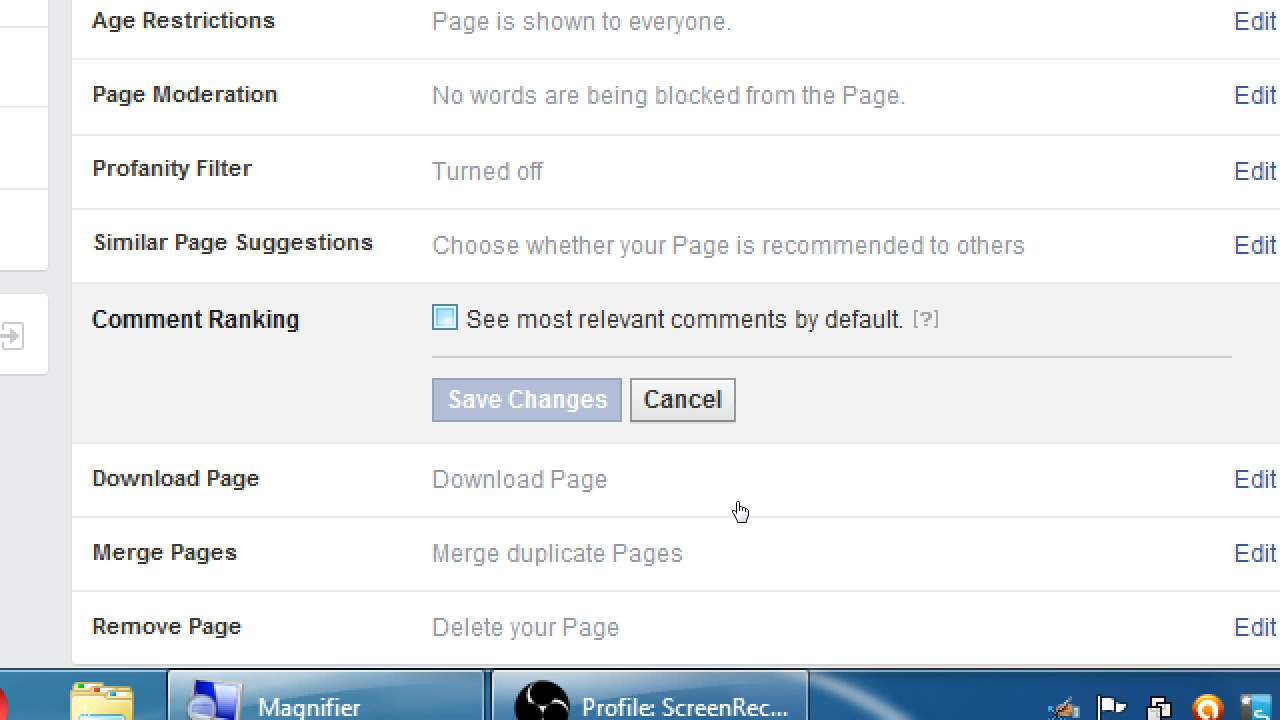 Age Restrictions Page is shown to everyone. Edit
Page Moderation No words are being blocked from the Page. Edit
Profanity Filter Turned off Edit
Similar Page Suggestions Choose whether your Page is recommended to others Edit
Comment Ranking See most relevant comments by default. [?]
Save Changes Cancel
Download Page Download Page Edit
Merge Pages Merge duplicate Pages Edit
Remove Page Delete your Page Edit
Magnifier Profile: ScreenRec...